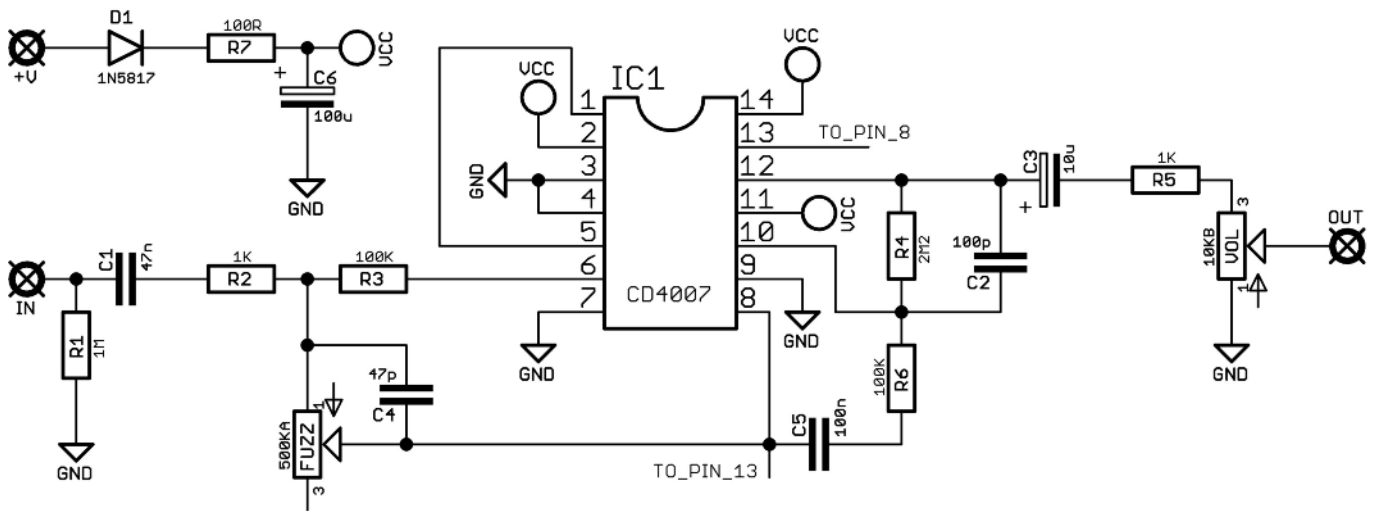 D1
100R
+V
1N5817
R7
VCC
+
C6
100u
GND
VCC
VCC
IC1
1
2
3
4
5
6
7
14
13
12
11
10
9
8
CD4007
TO_PIN_8
GND
VCC
GND
GND
IN
C1
47n
R1
1M
GND
1K
R2
100K
R3
47p
C4
500KA
FUZZ
1
3
TO_PIN_13
C5
100n
100K
R6
R4
2M2
100p
C2
C3
10u
+
1K
R5
3
10KB
VOL
1
GND
OUT